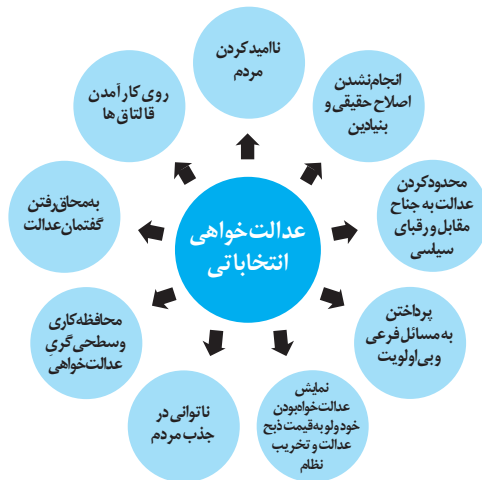 ناامید کردن
مردم
انجام نشدن
اصلاح حقیقی و
بنیادین
محدود کردن
عدالت به جناح
مقابل و رقبای
سیاسی
پرداختن
به مسائل فرعی
و بی اولویت
نمایش
عدالت خواه بودن
خود ولو به قیمت ذبح
عدالت و تخریب
نظام
ناتوانی در
جذب مردم
محافظه کاری
و سطحی گریِ
عدالت خواهی
به محاق رفتن
گفتمان عدالت
روی کار آمدن
قالتاق ها
عدالت خواهی
انتخاباتی